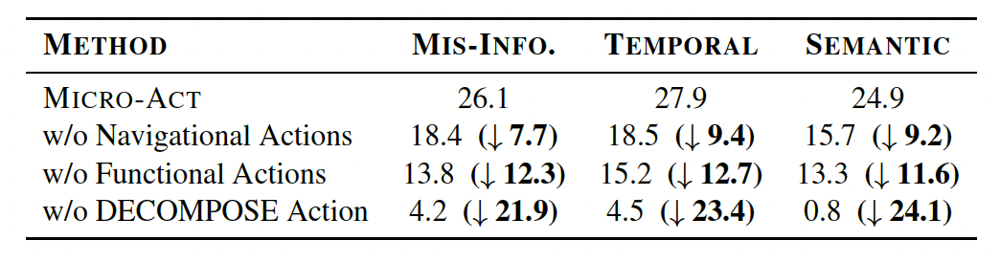 METHOD MIS-INFO. TEMPORAL SEMANTIC
MICRO-ACT 26.1 27.9 24.9
w/o Navigational Actions 18.4 (↓ 7.7) 18.5 (↓ 9.4) 15.7 (↓ 9.2)
w/o Functional Actions 13.8 (↓ 12.3) 15.2 (↓ 12.7) 13.3 (↓ 11.6)
w/o DECOMPOSE Action 4.2 (↓ 21.9) 4.5 (↓ 23.4) 0.8 (↓ 24.1)